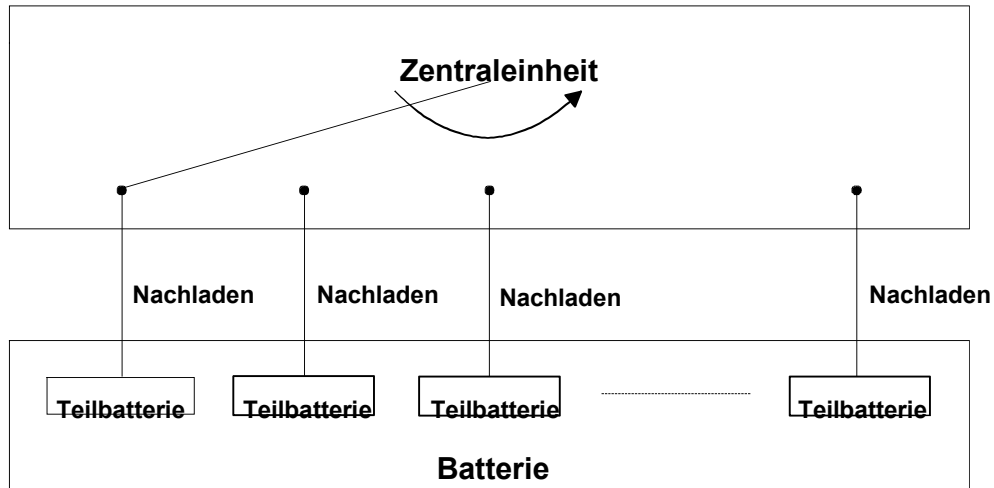 Zentraleinheit
Nachladen Nachladen Nachladen Nachladen
Teilbatterie Teilbatterie Teilbatterie Teilbatterie
Batterie